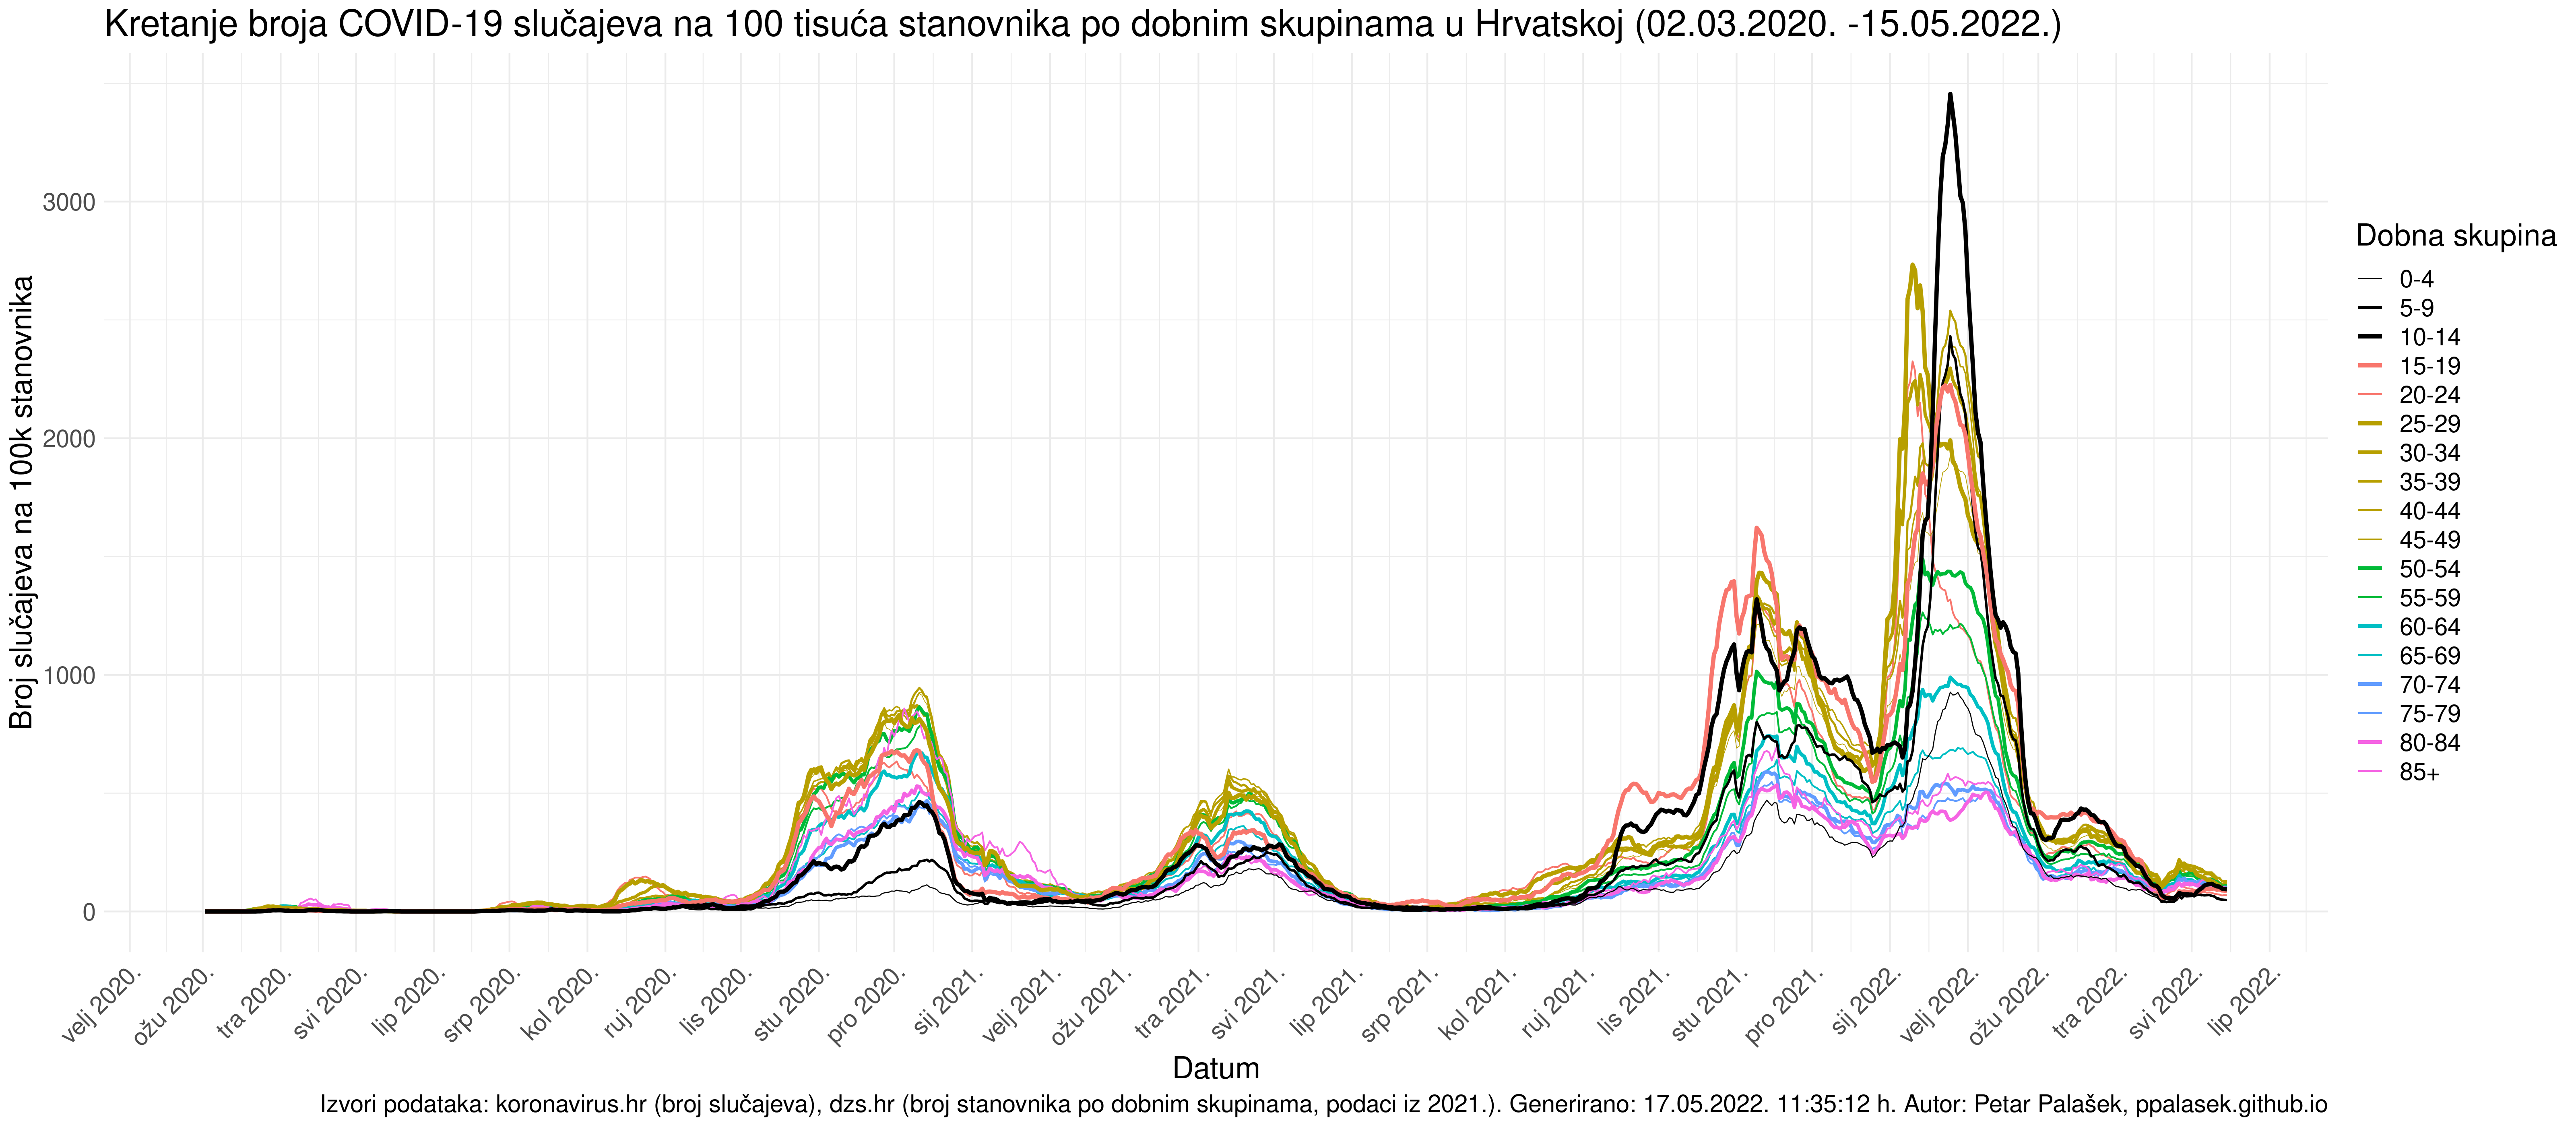 Kretanje broja COVID-19 slučajeva na 100 tisuća stanovnika po dobnim skupinama u Hrvatskoj (02.03.2020. -15.05.2022.)
Broj slučajeva na 100k stanovnika
3000
2000
1000
0
velj 2020.
ožu 2020.
tra 2020.
svi 2020.
lip 2020.
srp 2020.
kol 2020.
ruj 2020.
lis 2020.
stu 2020.
pro 2020.
sij 2021.
velj 2021.
ožu 2021.
tra 2021.
svi 2021.
lip 2021.
srp 2021.
kol 2021.
ruj 2021.
lis 2021.
stu 2021.
pro 2021.
sij 2022.
velj 2022.
ožu 2022.
tra 2022.
svi 2022.
lip 2022.
Datum
Dobna skupina
0-4
5-9
10-14
15-19
20-24
25-29
30-34
35-39
40-44
45-49
50-54
55-59
60-64
65-69
70-74
75-79
80-84
85+
Izvori podataka: koronavirus.hr (broj slučajeva), dzs.hr (broj stanovnika po dobnim skupinama, podaci iz 2021.). Generirano: 17.05.2022. 11:35:12 h. Autor: Petar Palašek, ppalasek.github.io